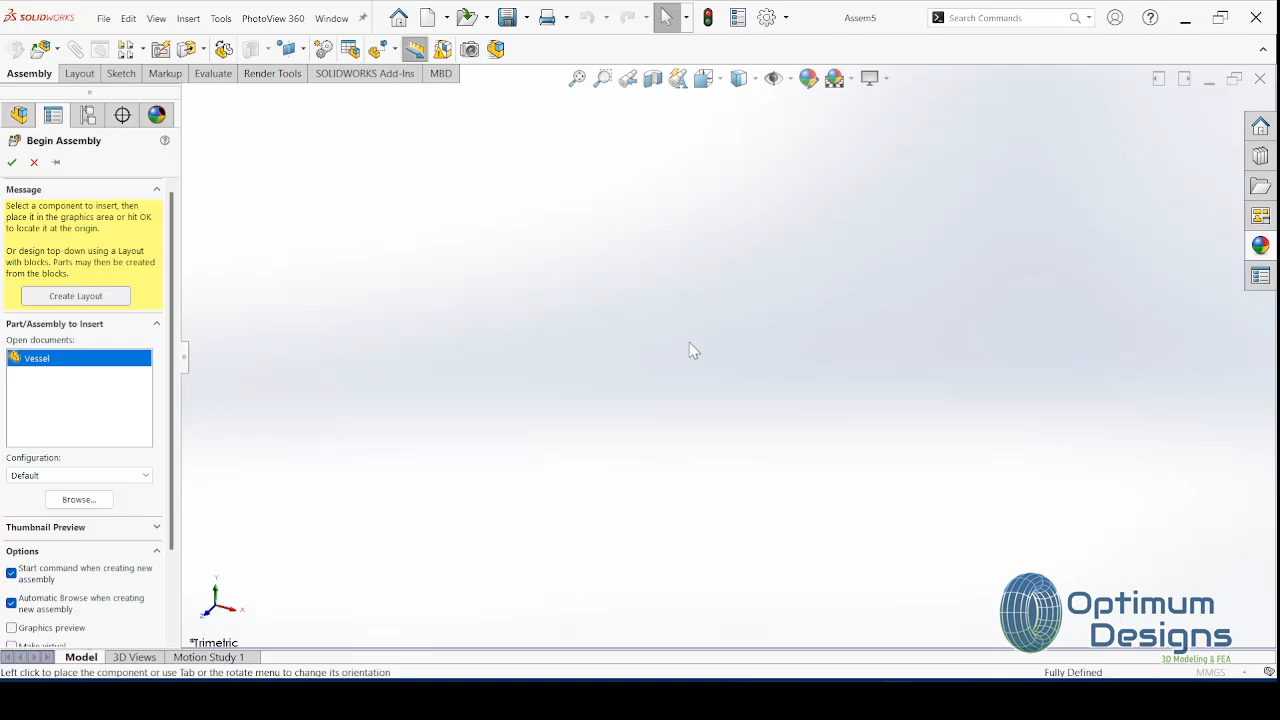 SOLIDWORKS File Edit View Insert Tools PhotoView 360 Window Assem5 Search Commands
Assembly Layout Sketch Markup Evaluate Render Tools SOLIDWORKS Add-Ins MBD
Begin Assembly
Message
Select a component to insert, then
place it in the graphics area or hit OK
to locate it at the origin.
Or design top-down using a Layout
with blocks. Parts may then be created
from the blocks.
Create Layout
Part/Assembly to Insert
Open documents:
Vessel
Configuration:
Default
Browse...
Thumbnail Preview
Options
Start command when creating new
assembly
Automatic Browse when creating
new assembly
Graphics preview
Make virtual
Y
X
Z
*Trimetric
Optimum
Designs
3D Modeling & FEA
Model 3D Views Motion Study 1
Left click to place the component or use Tab or the rotate menu to change its orientation Fully Defined MMGS